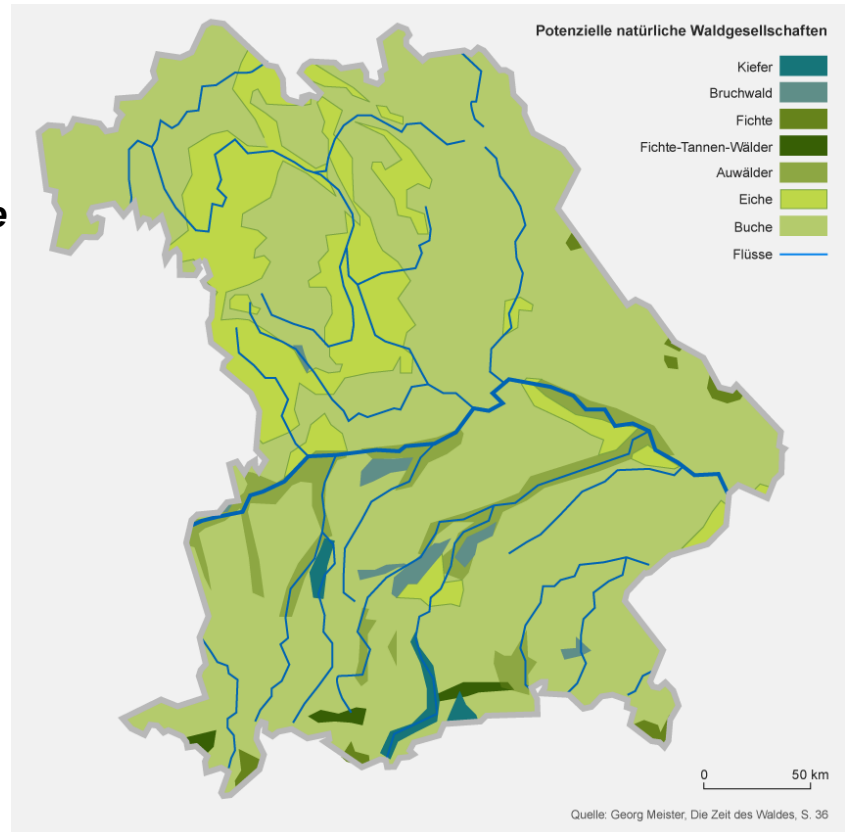 Potenzielle natürliche Waldgesellschaften
Kiefer
Bruchwald
Fichte
Fichte-Tannen-Wälder
Auwälder
Eiche
Buche
Flüsse
e
0 50 km
Quelle: Georg Meister, Die Zeit des Waldes, S. 36